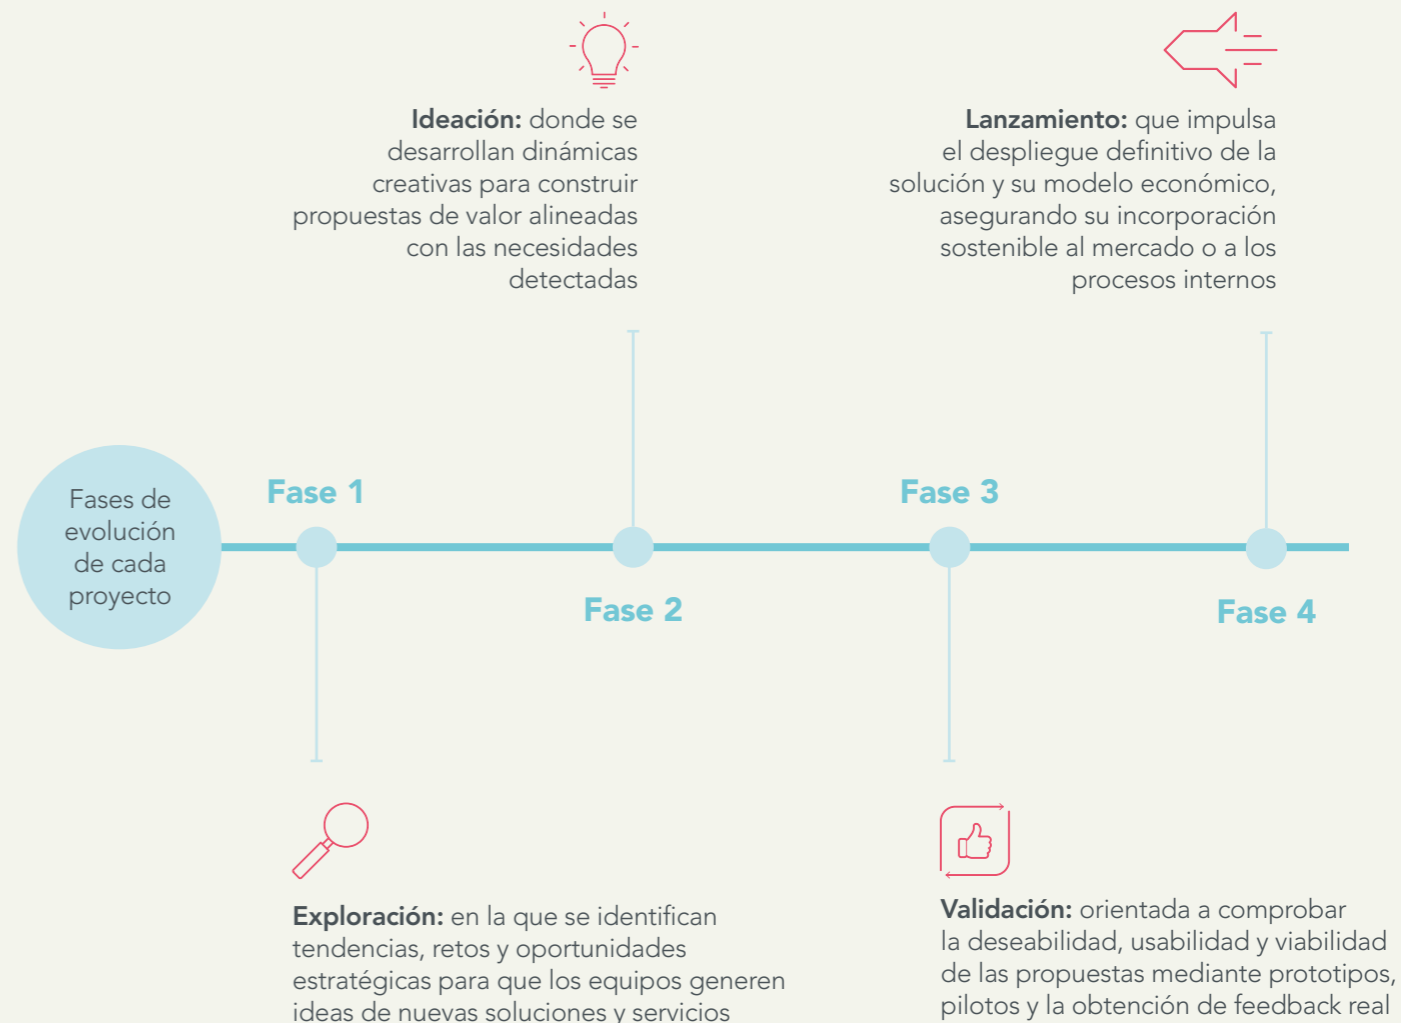 Ideación: donde se
desarrollan dinámicas
creativas para construir
propuestas de valor alineadas
con las necesidades
detectadas
Lanzamiento: que impulsa
el despliegue definitivo de la
solución y su modelo económico,
asegurando su incorporación
sostenible al mercado o a los
procesos internos
Fases de
evolución
de cada
proyecto
Fase 1
Fase 2
Fase 3
Fase 4
Exploración: en la que se identifican
tendencias, retos y oportunidades
estratégicas para que los equipos generen
ideas de nuevas soluciones y servicios
Validación: orientada a comprobar
la deseabilidad, usabilidad y viabilidad
de las propuestas mediante prototipos,
pilotos y la obtención de feedback real